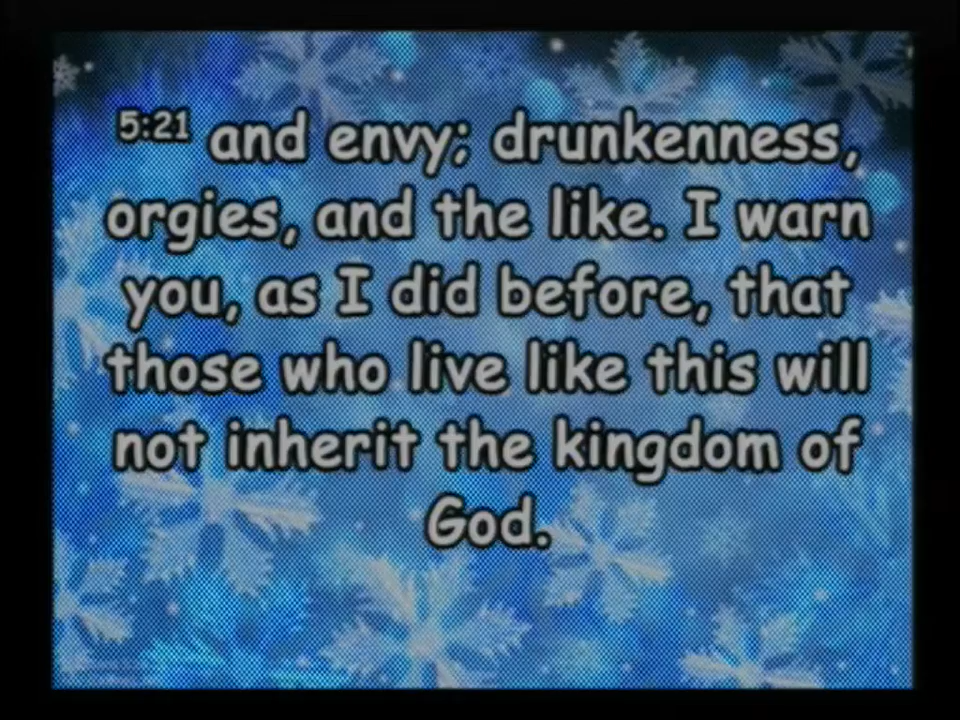 5:21 and envy; drunkenness,
orgies, and the like. I warn
you, as I did before, that
those who live like this will
not inherit the kingdom of
God.